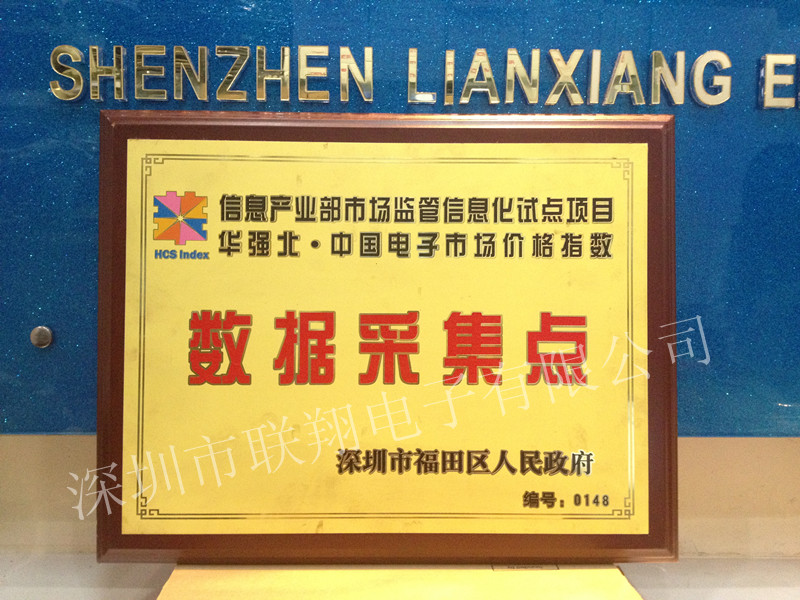 SHENZHEN LIANXIANG E
信息产业部市场监管信息化试点项目
HCS Index
华强北·中国电子市场价格指数
数据采集点
深圳市联翔电子有限公司
深圳市福田区人民政府
编号：0148